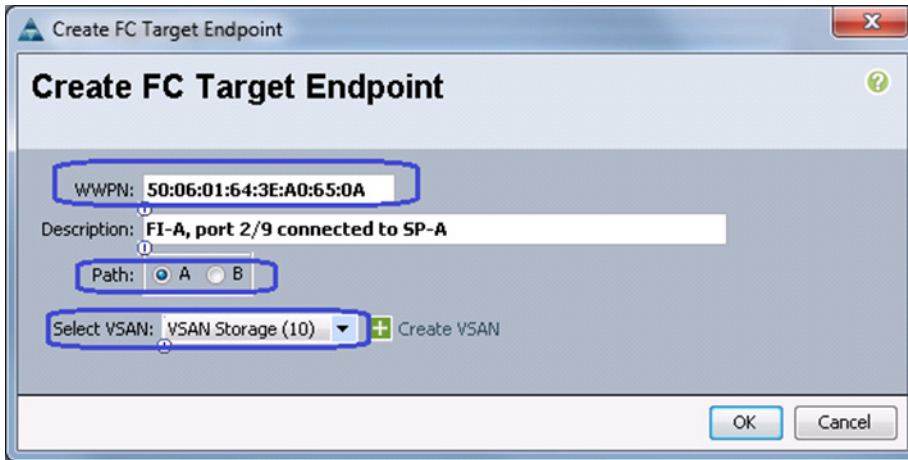 Create FC Target Endpoint
Create FC Target Endpoint
WWPN: 50:06:01:64:3E:A0:65:0A
Description: FI-A, port 2/9 connected to SP-A
Path: A B
Select VSAN: VSAN Storage (10) Create VSAN
OK Cancel